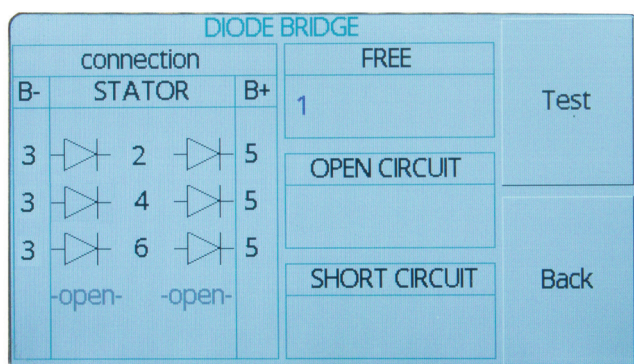 DIODE BRIDGE
connection
B- STATOR B+
3 2 5
3 4 5
3 6 5
-open- -open-
FREE
1
OPEN CIRCUIT
SHORT CIRCUIT
Test
Back